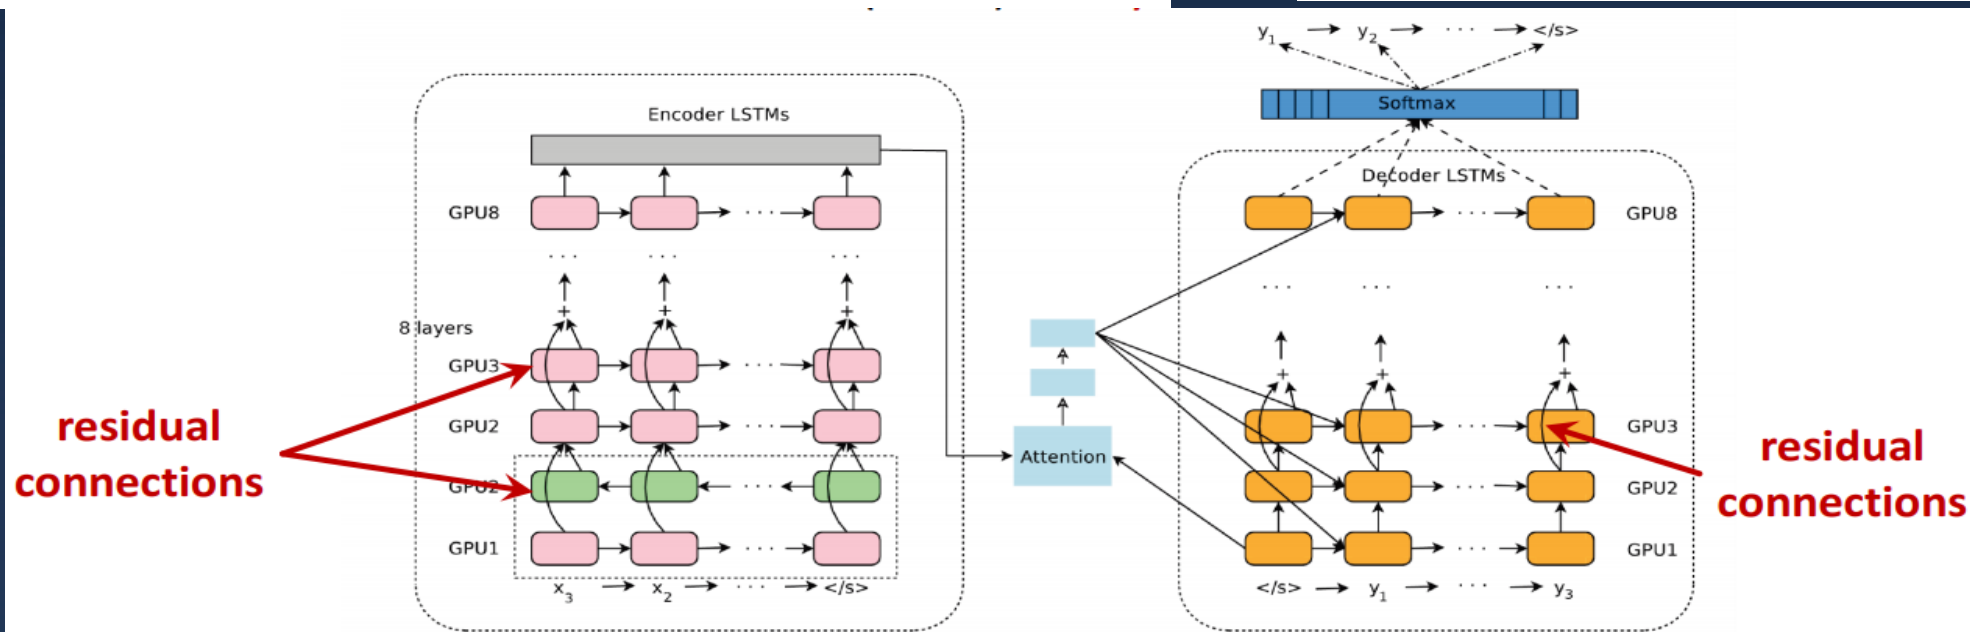 y1 → y2 → ··· → </s>
Softmax
Encoder LSTMs
Decoder LSTMs
GPU8
GPU8
8 layers
GPU3
GPU2
GPU2
GPU1
x3 → x2 → ··· → </s>
residual
connections
Attention
GPU3
GPU2
GPU1
</s> → y1 → ··· → y3
residual
connections